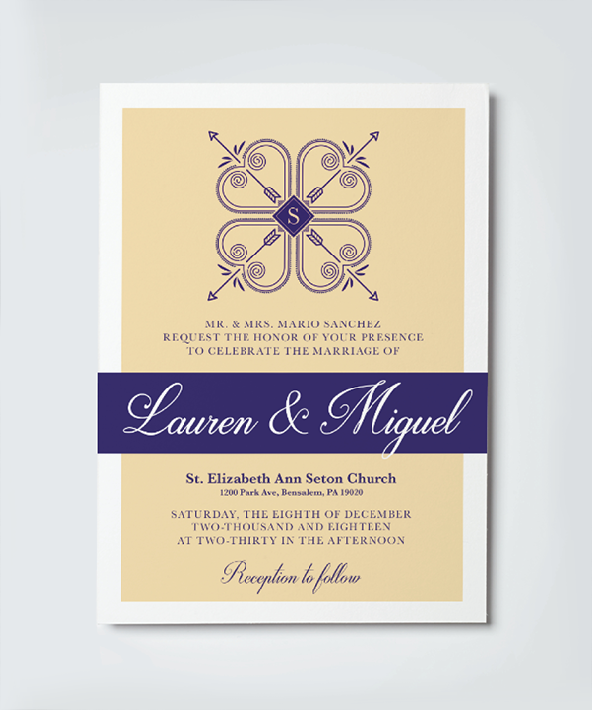 S
MR. & MRS. MARIO SANCHEZ
REQUEST THE HONOR OF YOUR PRESENCE
TO CELEBRATE THE MARRIAGE OF
Lauren & Miguel
St. Elizabeth Ann Seton Church
1200 Park Ave, Bensalem, PA 19020
SATURDAY, THE EIGHTH OF DECEMBER
TWO-THOUSAND AND EIGHTEEN
AT TWO-THIRTY IN THE AFTERNOON
Reception to follow